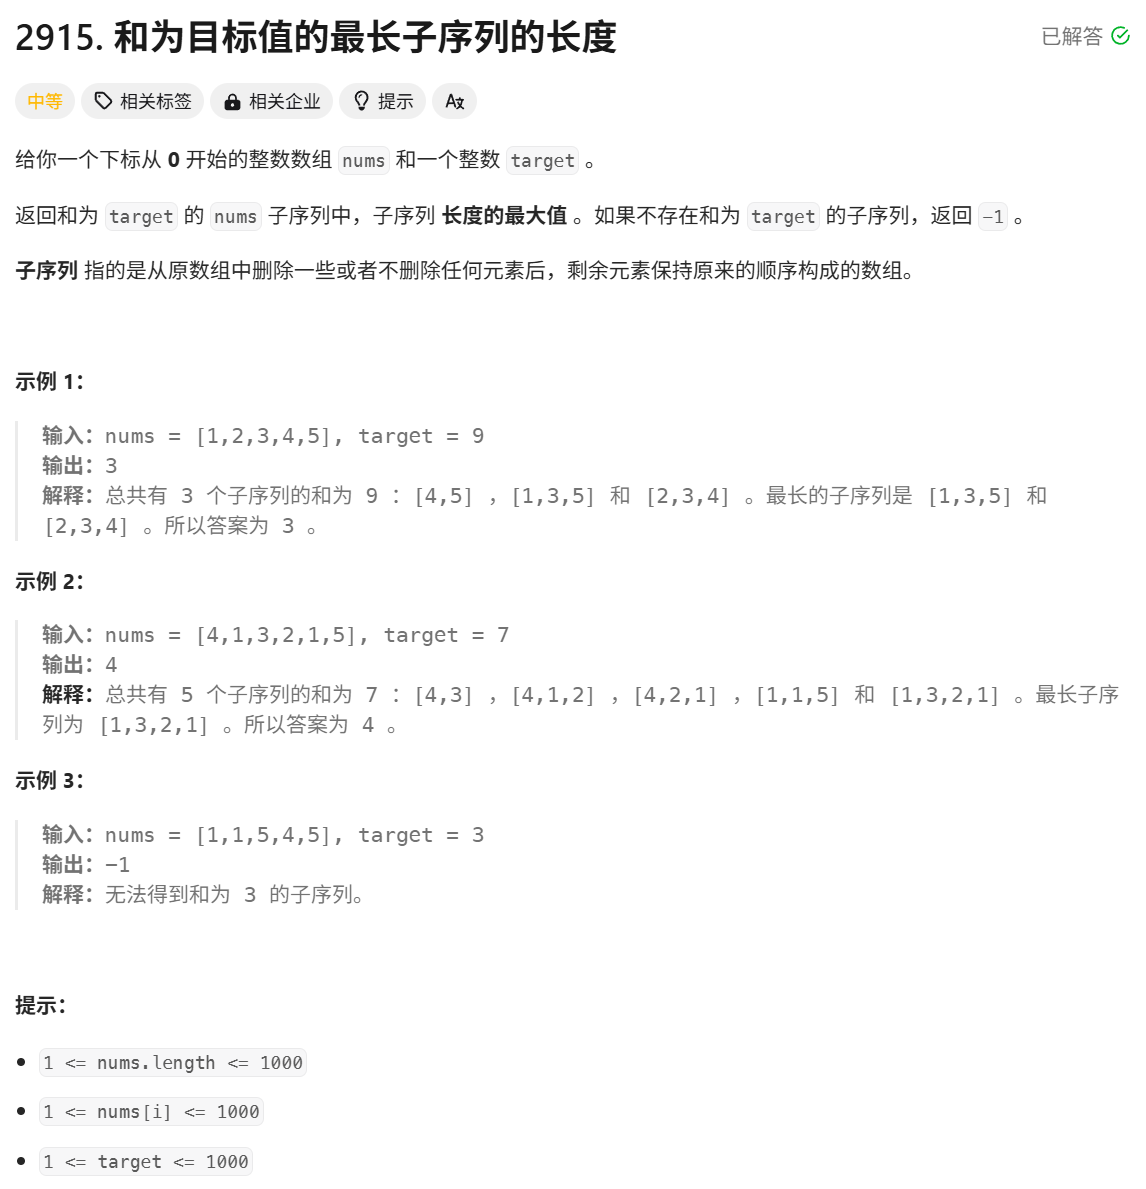 2915. 和为目标值的最长子序列的长度
已解答
中等 相关标签 相关企业 提示 Aあ
给你一个下标从 0 开始的整数数组 nums 和一个整数 target 。
返回和为 target 的 nums 子序列中，子序列 长度的最大值 。如果不存在和为 target 的子序列，返回 -1 。
子序列 指的是从原数组中删除一些或者不删除任何元素后，剩余元素保持原来的顺序构成的数组。
示例 1：
输入：nums = [1,2,3,4,5], target = 9
输出：3
解释：总共有 3 个子序列的和为 9 ：[4,5] ，[1,3,5] 和 [2,3,4] 。最长的子序列是 [1,3,5] 和
[2,3,4] 。所以答案为 3 。
示例 2：
输入：nums = [4,1,3,2,1,5], target = 7
输出：4
解释：总共有 5 个子序列的和为 7 ：[4,3] ，[4,1,2] ，[4,2,1] ，[1,1,5] 和 [1,3,2,1] 。最长子序
列为 [1,3,2,1] 。所以答案为 4 。
示例 3：
输入：nums = [1,1,5,4,5], target = 3
输出：-1
解释：无法得到和为 3 的子序列。
提示：
1 <= nums.length <= 1000
1 <= nums[i] <= 1000
1 <= target <= 1000